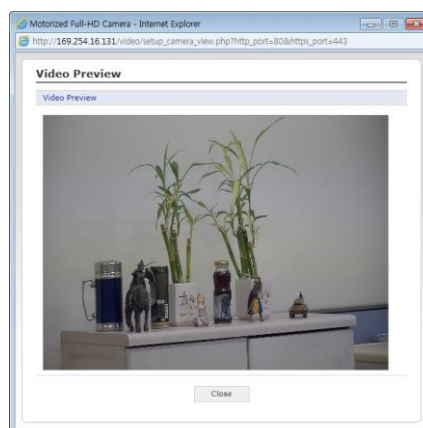 Motorized Full-HD Camera - Internet Explorer
http://169.254.16.131/video/setup_camera_view.php?http_port=80&https_port=443
Video Preview
Video Preview
Close